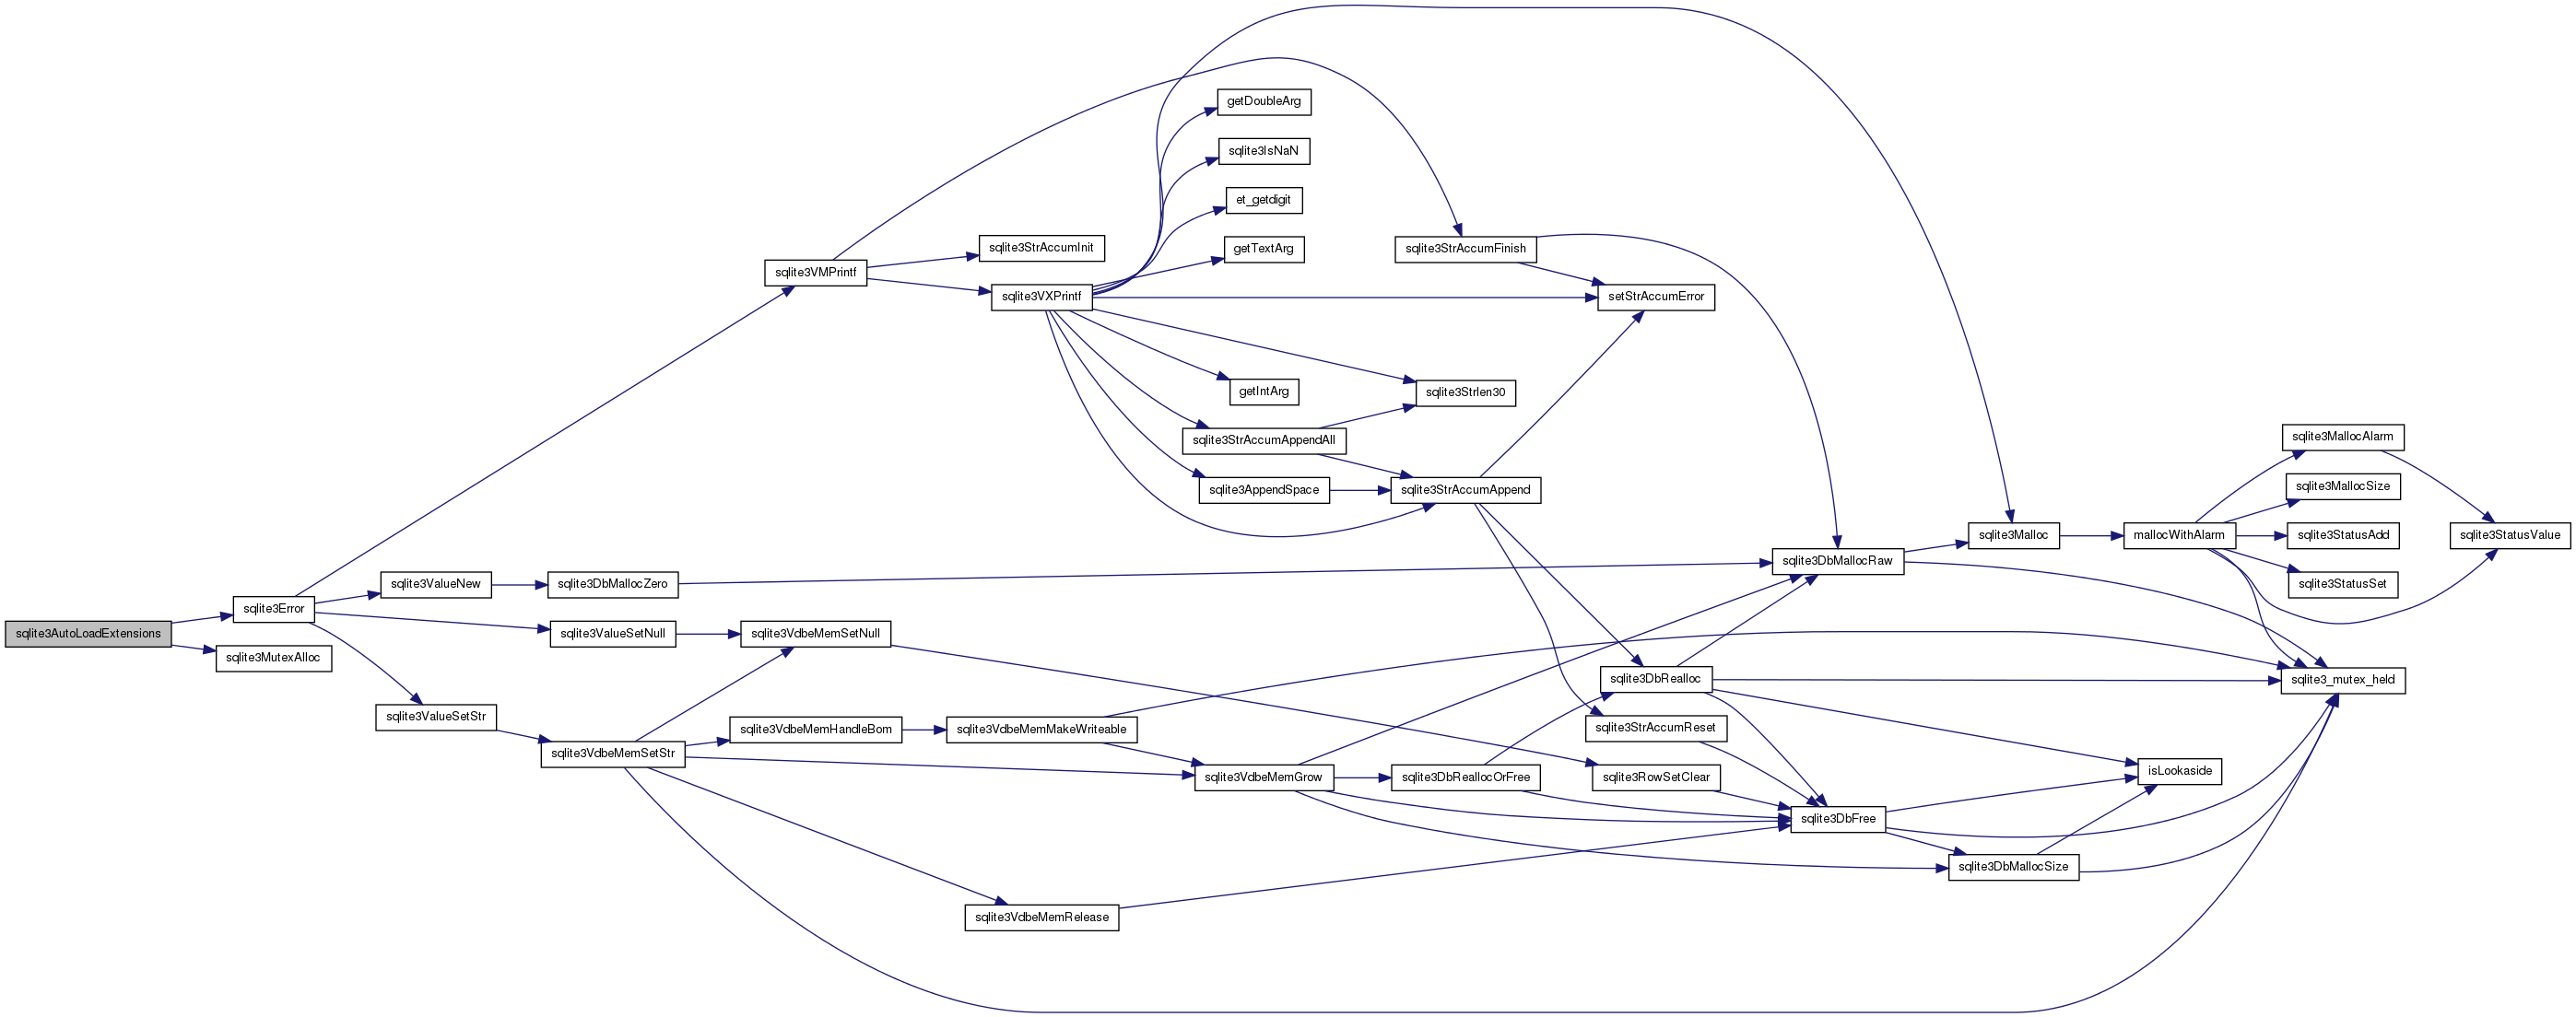 sqlite3AutoLoadExtensions
sqlite3Error
sqlite3MutexAlloc
sqlite3VMPrintf
sqlite3ValueNew
sqlite3ValueSetNull
sqlite3ValueSetStr
sqlite3DbMallocZero
sqlite3VdbeMemSetNull
sqlite3VdbeMemSetStr
sqlite3StrAccumInit
sqlite3VXPrintf
sqlite3VdbeMemHandleBom
sqlite3VdbeMemMakeWriteable
sqlite3VdbeMemRelease
getDoubleArg
sqlite3IsNaN
et_getdigit
getTextArg
getIntArg
sqlite3StrAccumAppendAll
sqlite3AppendSpace
sqlite3VdbeMemGrow
sqlite3StrAccumFinish
sqlite3Strlen30
sqlite3StrAccumAppend
sqlite3DbReallocOrFree
setStrAccumError
sqlite3DbRealloc
sqlite3StrAccumReset
sqlite3RowSetClear
sqlite3DbMallocRaw
sqlite3DbFree
sqlite3Malloc
sqlite3DbMallocSize
mallocWithAlarm
isLookaside
sqlite3MallocAlarm
sqlite3MallocSize
sqlite3StatusAdd
sqlite3StatusSet
sqlite3_mutex_held
sqlite3StatusValue